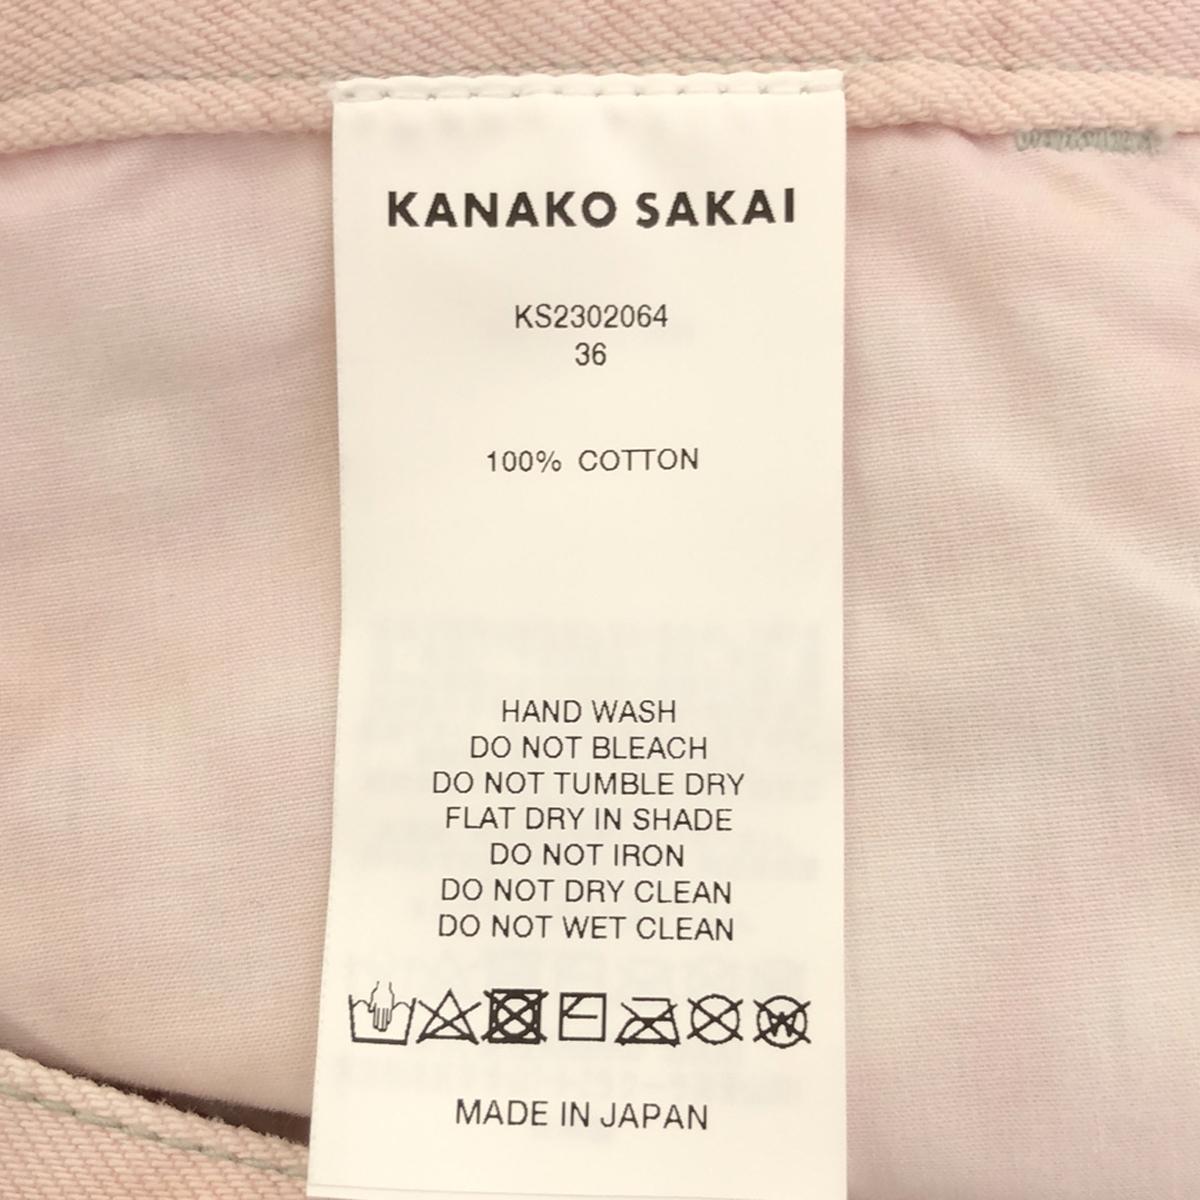 KANAKO SAKAI
KS2302064
36
100% COTTON
HAND WASH
DO NOT BLEACH
DO NOT TUMBLE DRY
FLAT DRY IN SHADE
DO NOT IRON
DO NOT DRY CLEAN
DO NOT WET CLEAN
W
MADE IN JAPAN